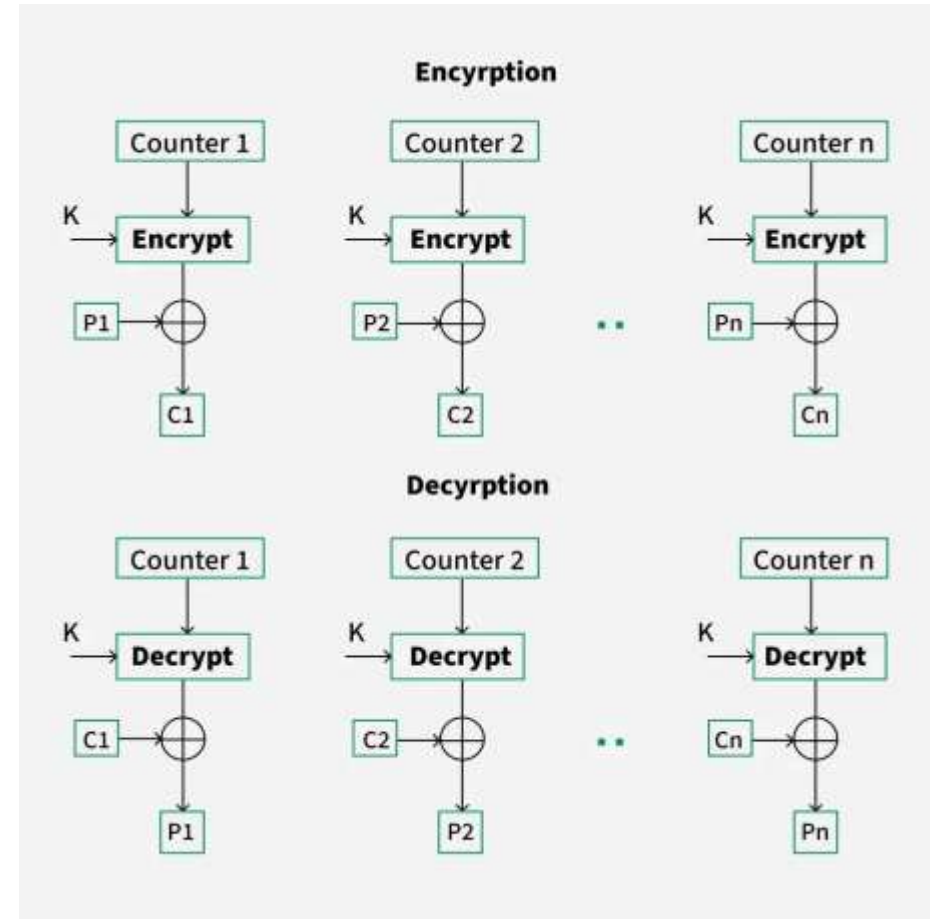 Encyrption
Counter 1 Counter 2 Counter n
K K K
Encrypt Encrypt Encrypt
P1 P2 Pn
C1 C2 Cn
Decyrption
Counter 1 Counter 2 Counter n
K K K
Decrypt Decrypt Decrypt
C1 C2 Cn
P1 P2 Pn